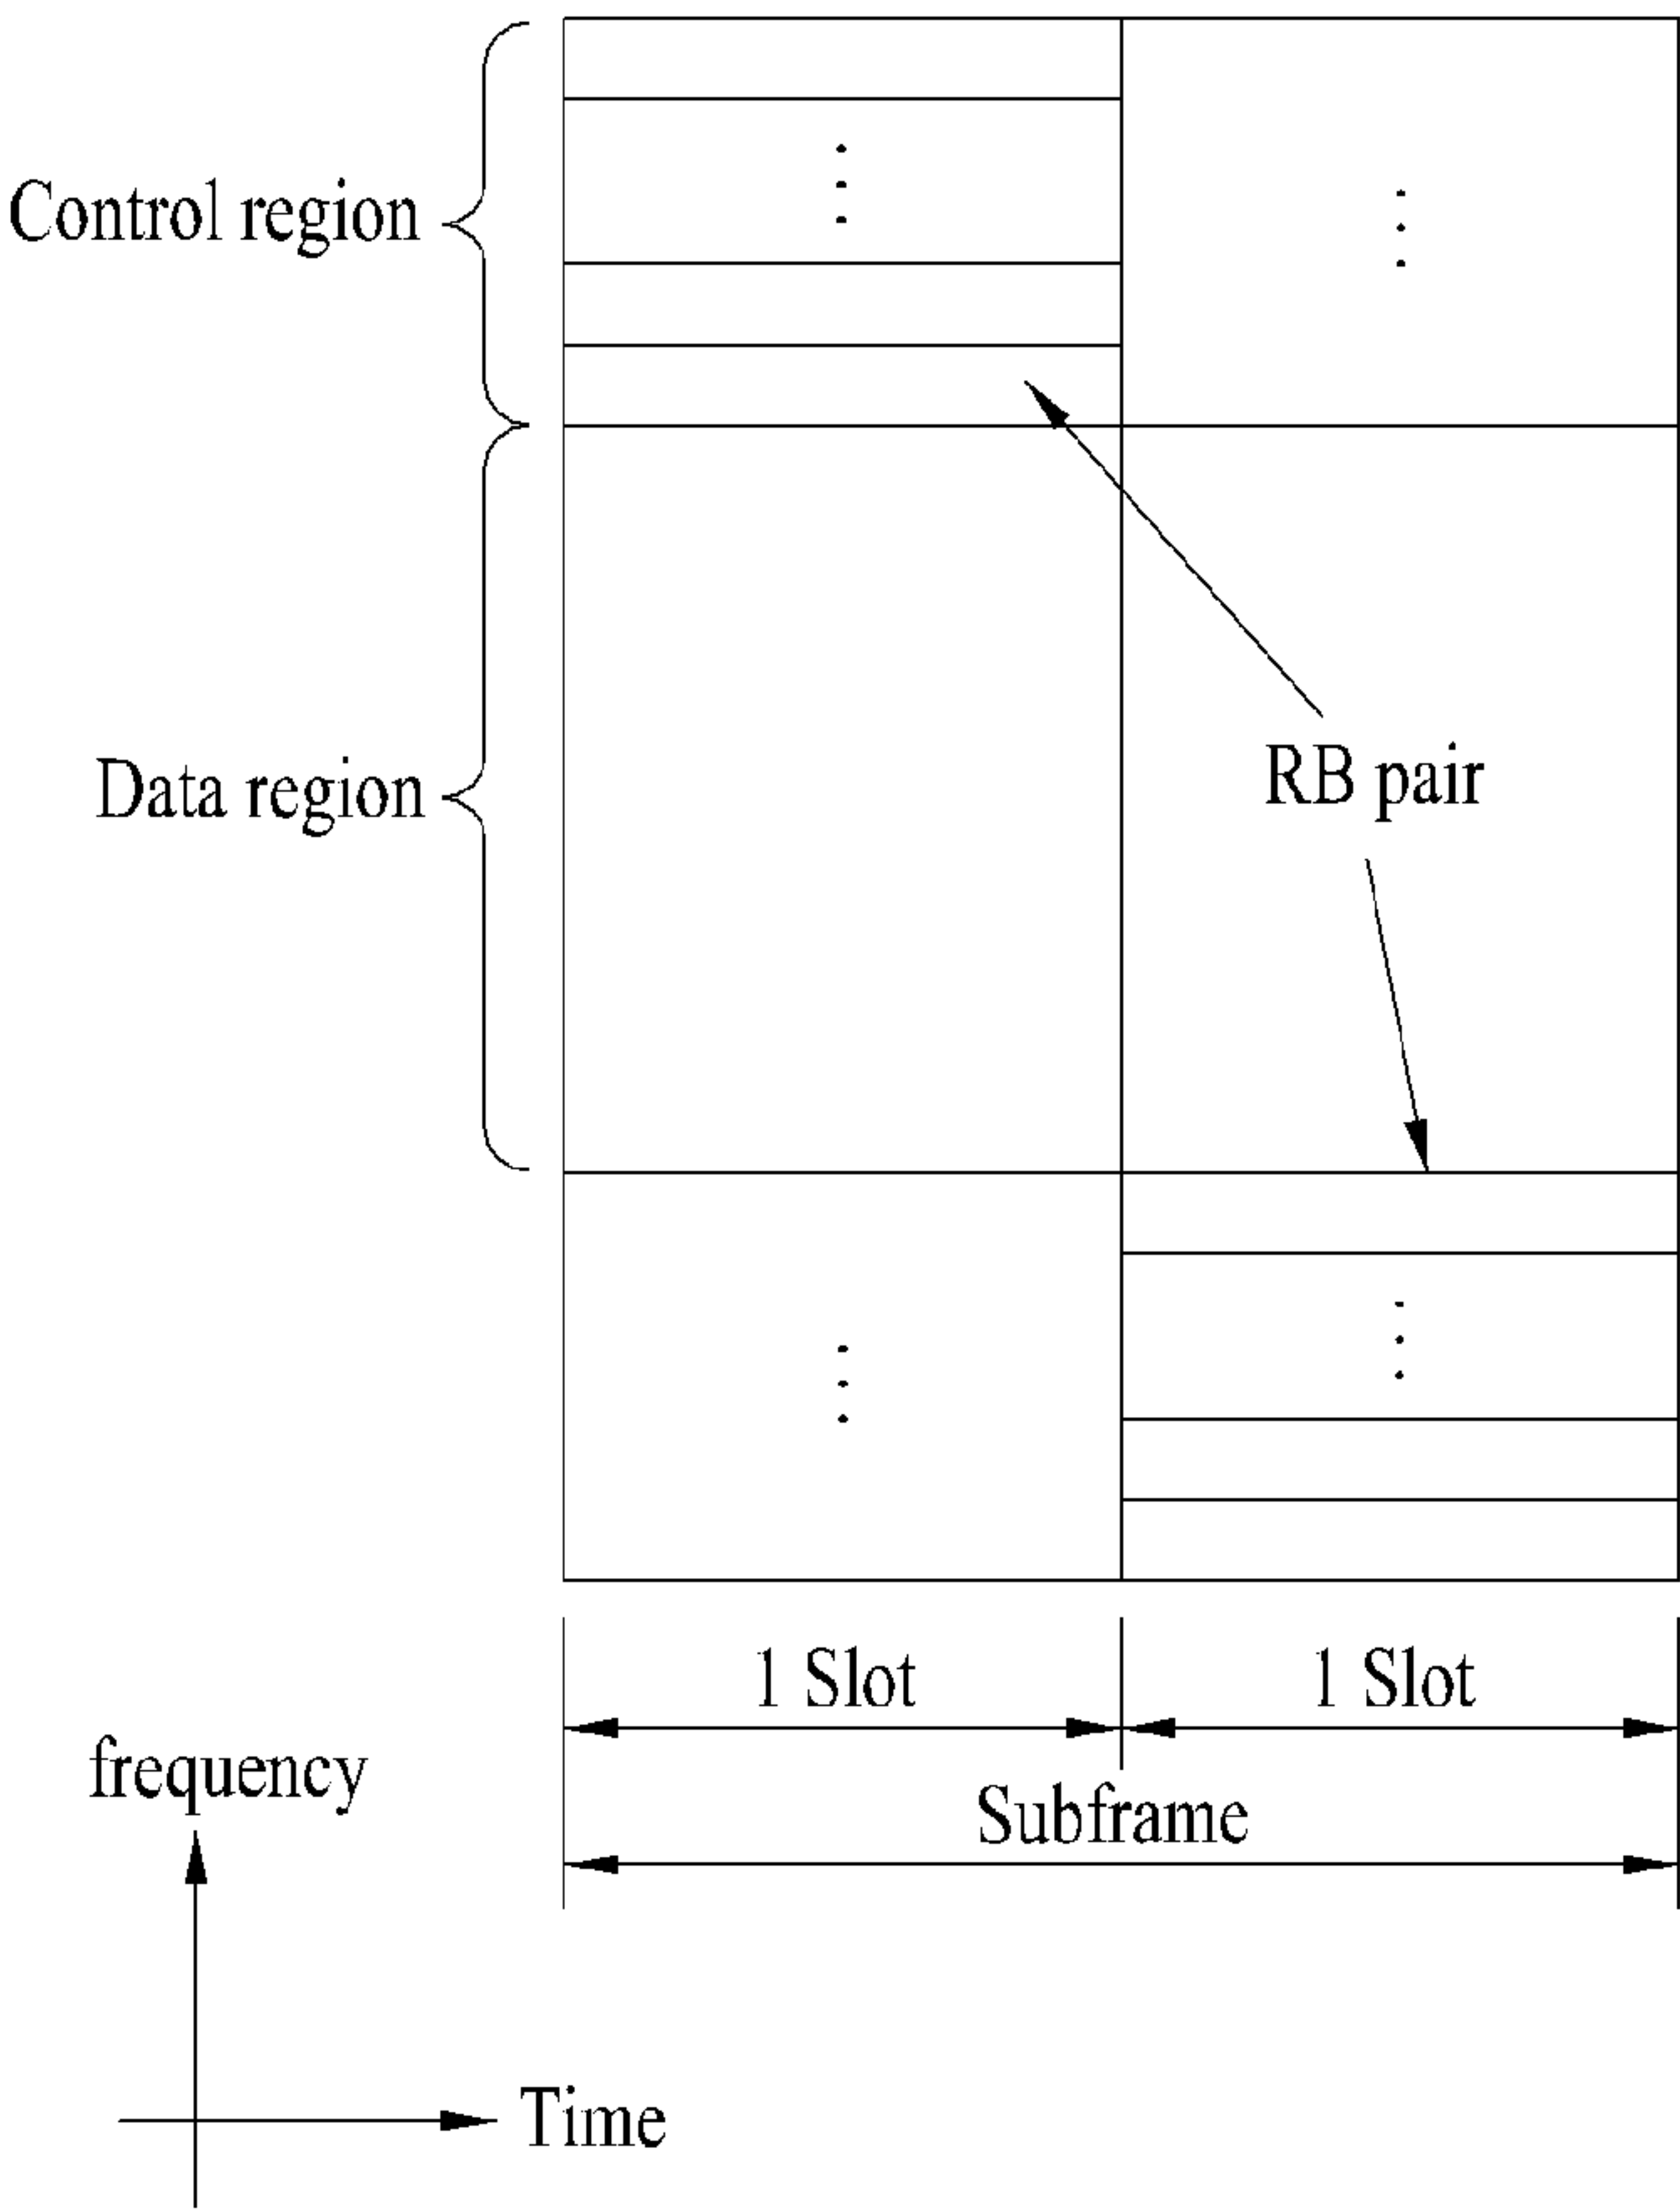 Control region
Data region
RB pair
1 Slot
1 Slot
Subframe
frequency
Time